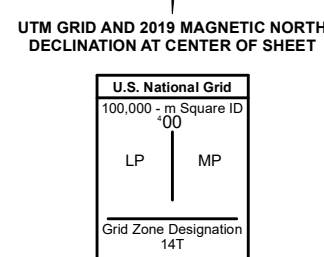 UTM GRID AND 2019 MAGNETIC NORTH
DECLINATION AT CENTER OF SHEET
U.S. National Grid
100,000 - m Square ID
⁴00
LP MP
Grid Zone Designation
14T